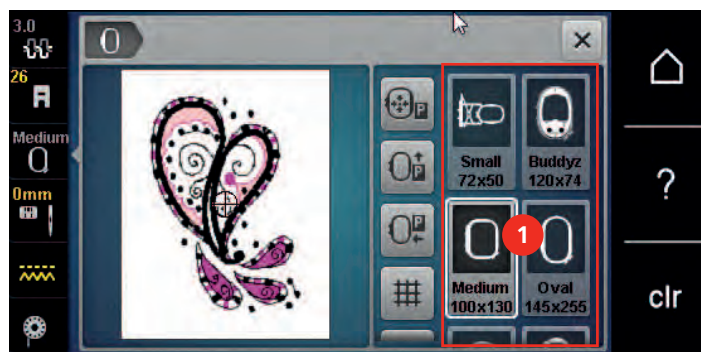 3.0
26
Medium
0mm
P
P
P
Small
72x50
Buddyz
120x74
1
Medium
100x130
Oval
145x255
?
clr